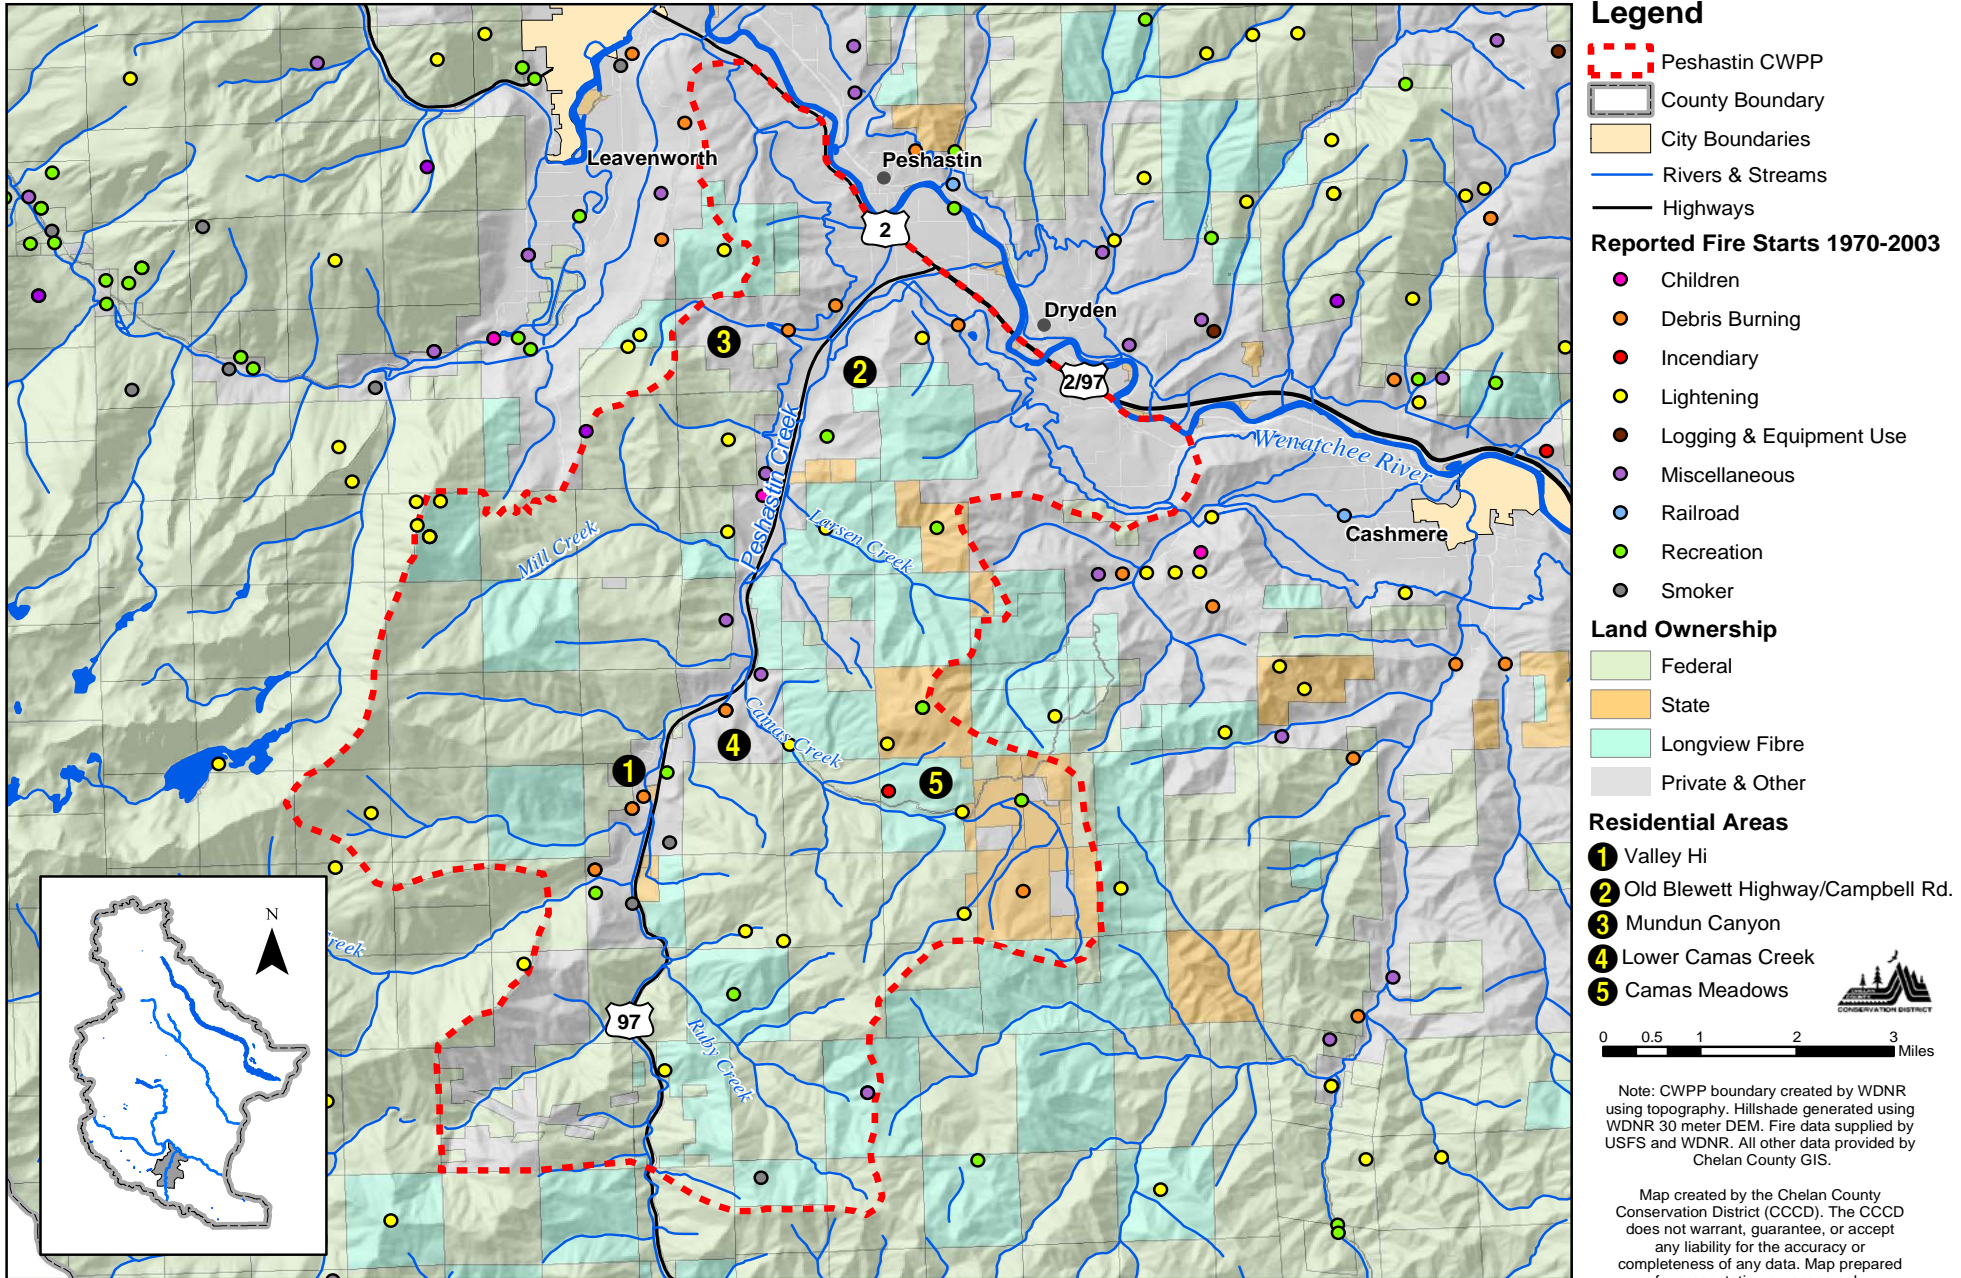 Leavenworth
Peshastin
2
Dryden
3
2
2/97
Peshastin Creek
Wenatchee River
Cashmere
Larsen Creek
Mill Creek
Camas Creek
4
1
5
reek
97
Ruby Creek
N
Legend
Peshastin CWPP
County Boundary
City Boundaries
Rivers & Streams
Highways
Reported Fire Starts 1970-2003
Children
Debris Burning
Incendiary
Lightening
Logging & Equipment Use
Miscellaneous
Railroad
Recreation
Smoker
Land Ownership
Federal
State
Longview Fibre
Private & Other
Residential Areas
1 Valley Hi
2 Old Blewett Highway/Campbell Rd.
3 Mundun Canyon
4 Lower Camas Creek
5 Camas Meadows
CHELAN
COUNTY
CONSERVATION DISTRICT
0 0.5 1 2 3
Miles
Note: CWPP boundary created by WDNR
using topography. Hillshade generated using
WDNR 30 meter DEM. Fire data supplied by
USFS and WDNR. All other data provided by
Chelan County GIS.
Map created by the Chelan County
Conservation District (CCCD). The CCCD
does not warrant, guarantee, or accept
any liability for the accuracy or
completeness of any data. Map prepared